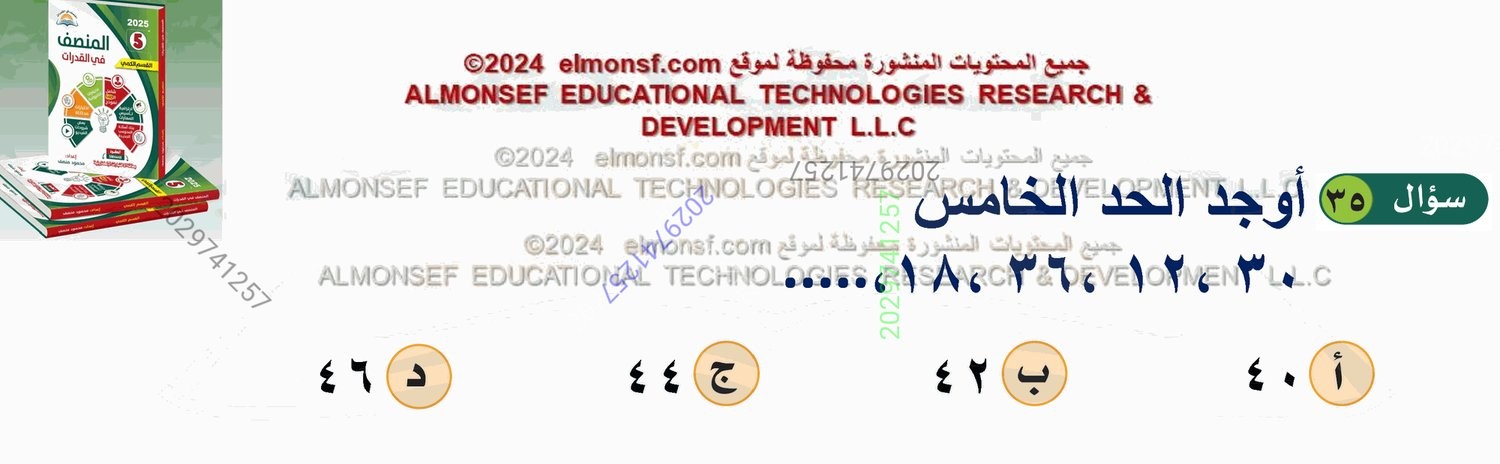 2025
5
المنصف
في القدرات
القسم الكمي
جميع المحتويات المنشورة محفوظة لموقع elmonsf.com ©2024
ALMONSEF EDUCATIONAL TECHNOLOGIES RESEARCH &
DEVELOPMENT L.L.C
جميع المحتويات المنشورة محفوظة لموقع elmonsf.com ©2024
2029741257
ALMONSEF EDUCATIONAL TECHNOLOGIES RESEARCH & DEVELOPMENT L.L.C
سؤال ٣٥ أوجد الحد الخامس
2029741257
2029741257
2029741257
جميع المحتويات المنشورة محفوظة لموقع elmonsf.com ©2024
ALMONSEF EDUCATIONAL TECHNOLOGIES RESEARCH & DEVELOPMENT L.L.C
٣٠ ،١٢ ،٣٦ ،١٨ ،.....
أ ٤٠ ب ٤٢ ج ٤٤ د ٤٦